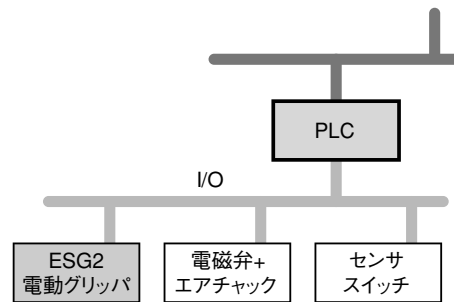 PLC
I/O
ESG2
電動グリッパ
電磁弁+
エアチャック
センサ
スイッチ